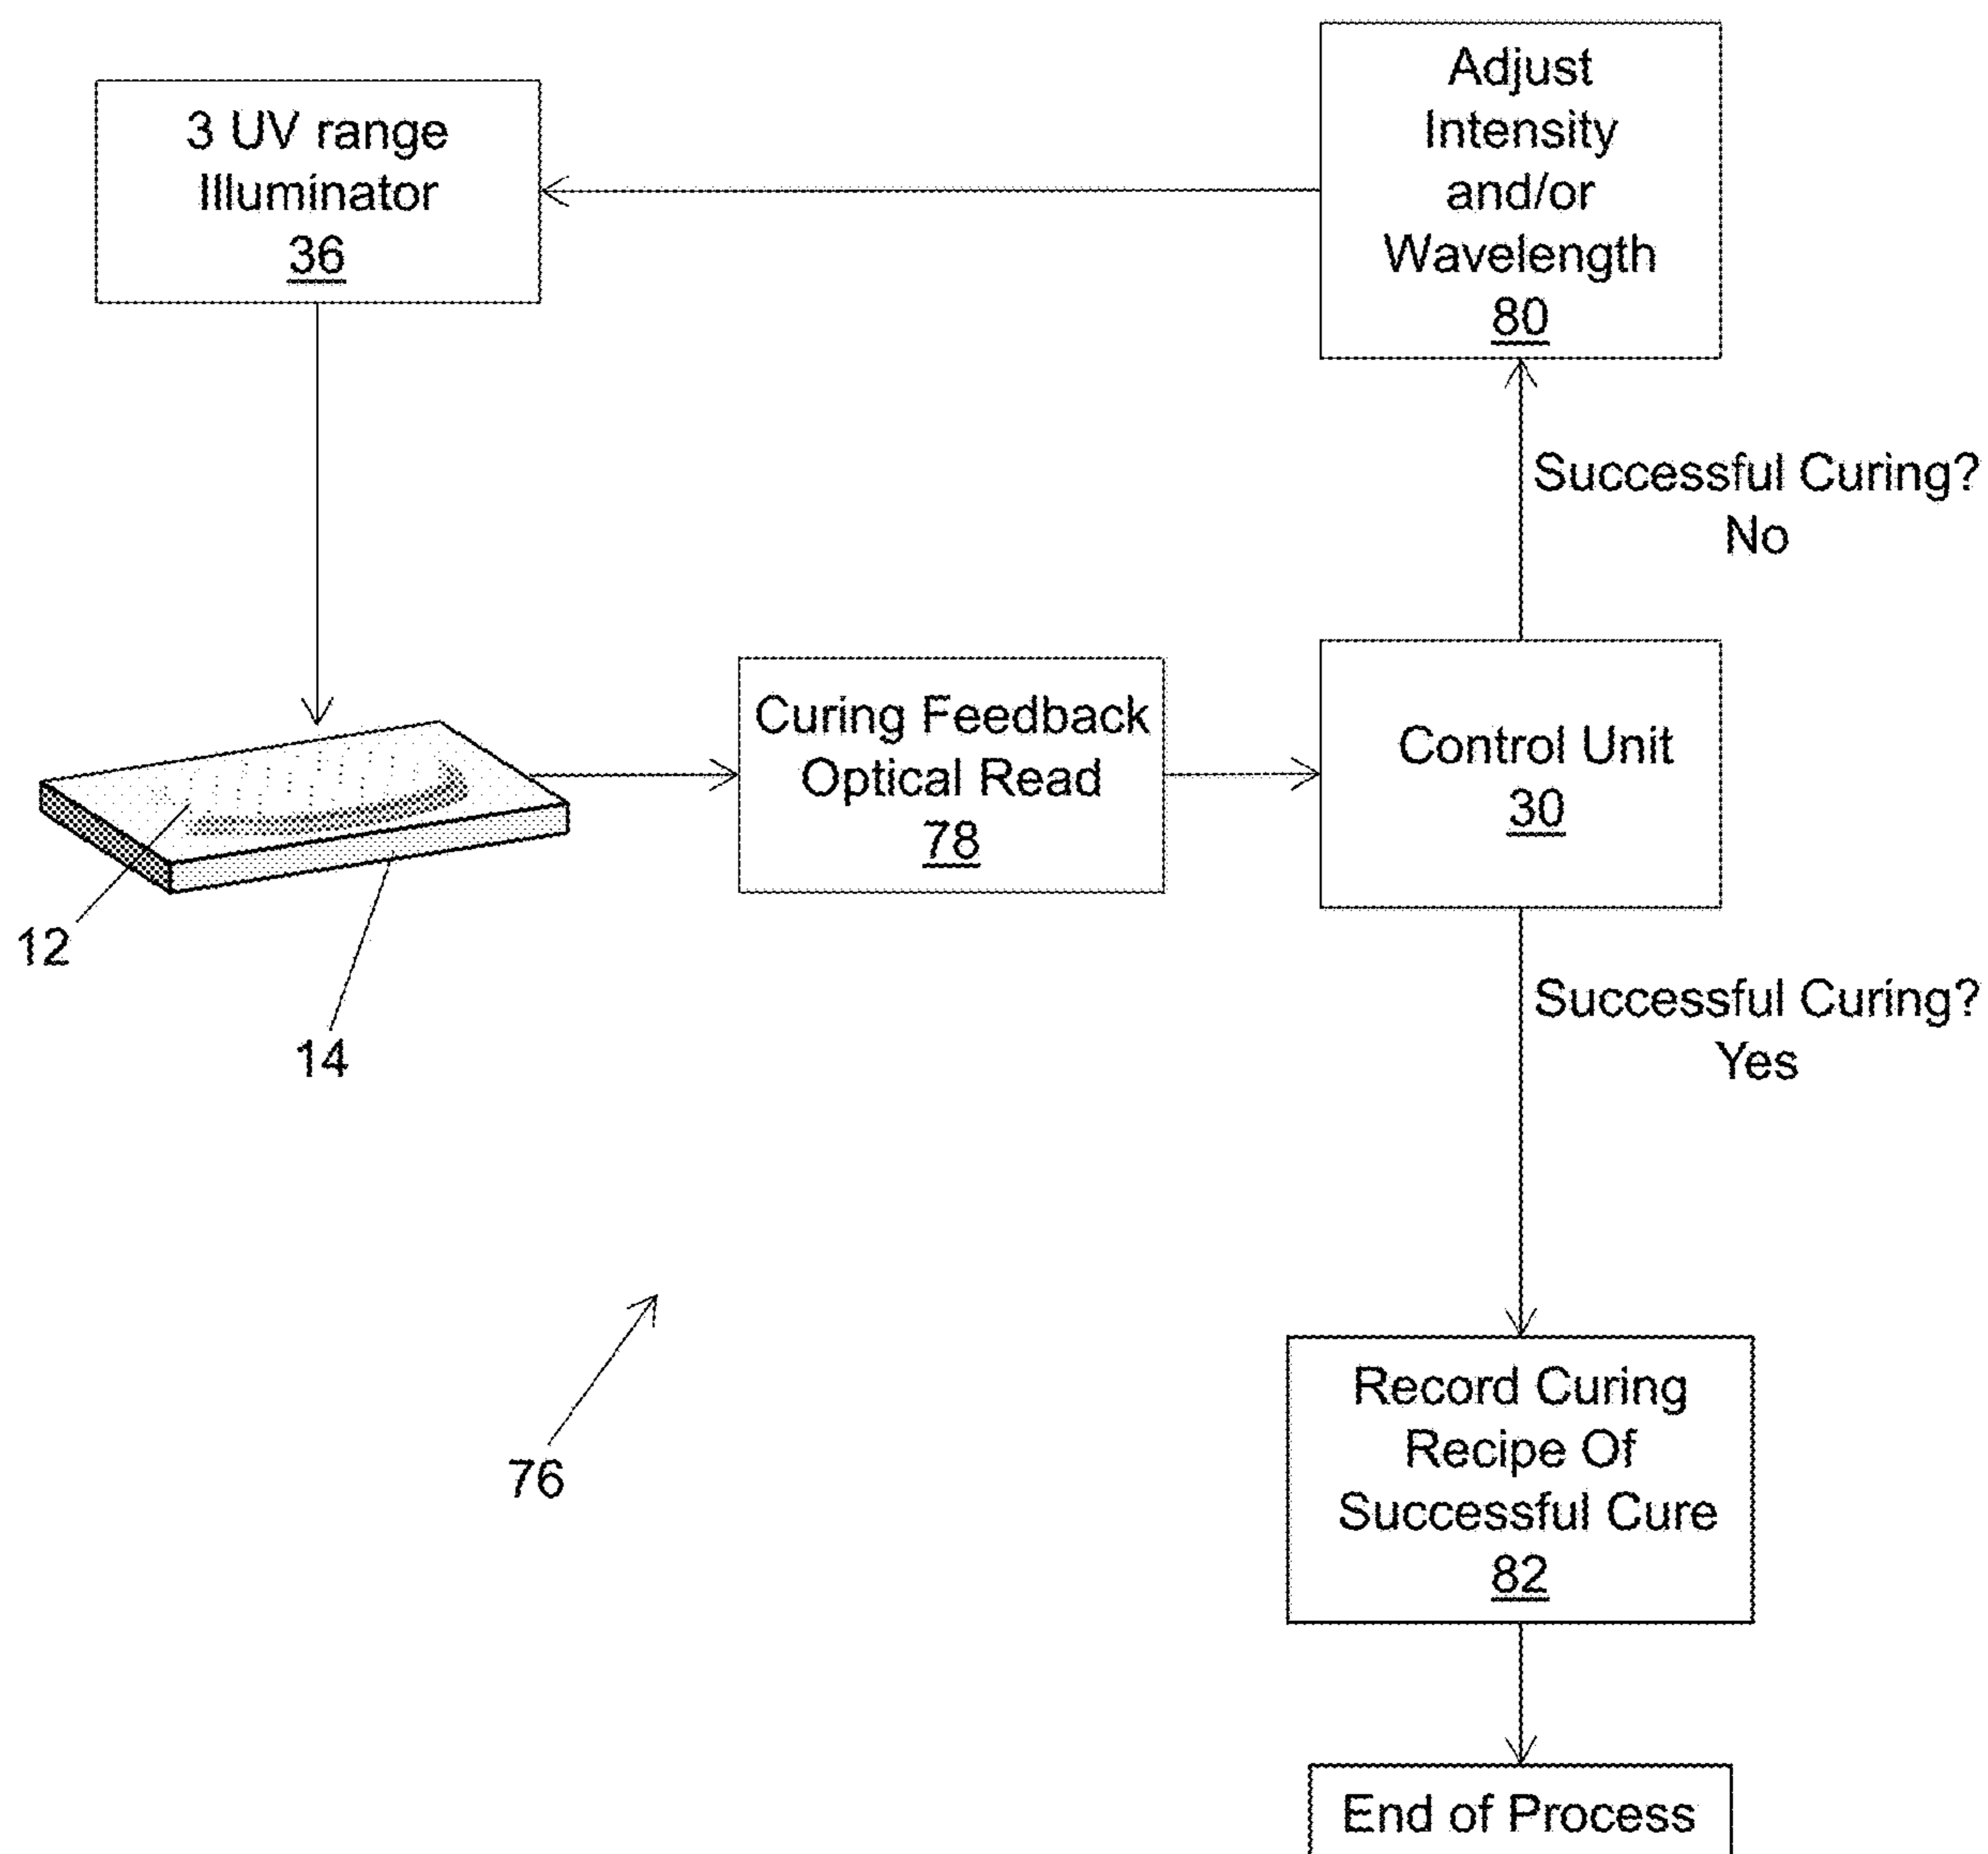 3 UV range
Illuminator
36
Adjust
Intensity
and/or
Wavelength
80
Successful Curing?
No
Curing Feedback
Optical Read
78
Control Unit
30
12
14
Successful Curing?
Yes
76
Record Curing
Recipe Of
Successful Cure
82
End of Process